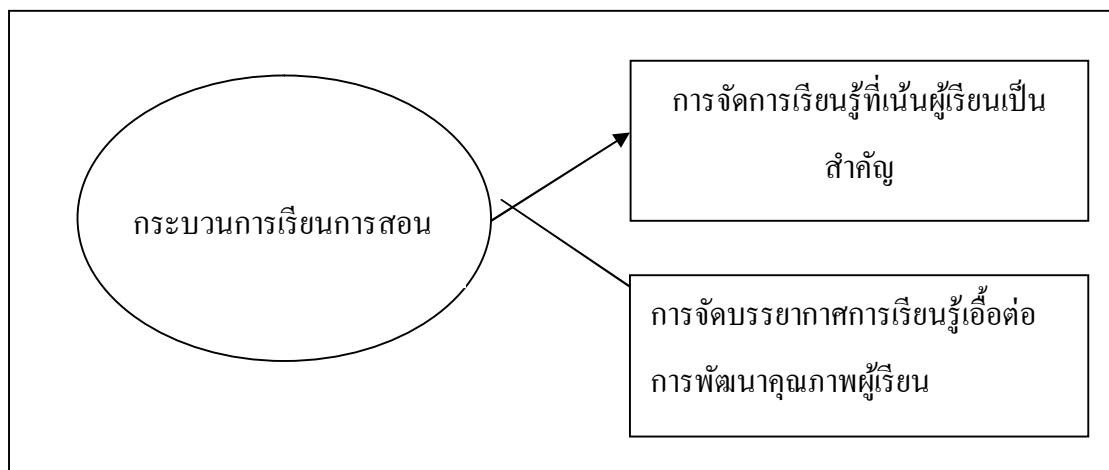 กระบวนการเรียนการสอน
การจัดการเรียนรู้ที่เน้นผู้เรียนเป็น
สำคัญ
การจัดบรรยากาศการเรียนรู้เอื้อต่อ
การพัฒนาคุณภาพผู้เรียน